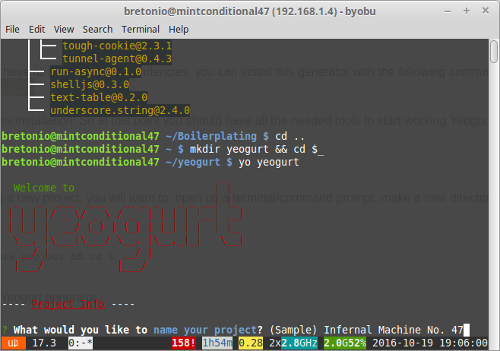 bretonio@mintconditional47 (192.168.1.4) - byobu
File Edit View Search Terminal Help
tough-cookie@2.3.1
tunnel-agent@0.4.3
run-async@0.1.0
shelljs@0.3.0
text-table@0.2.0
underscore.string@2.4.0
bretonio@mintconditional47 ~/Boilerplating $ cd ..
bretonio@mintconditional47 ~ $ mkdir yeogurt && cd $_
bretonio@mintconditional47 ~/yeogurt $ yo yeogurt
Welcome to
yeogurt
---- Project Info ----
? What would you like to name your project? (Sample) Infernal Machine No. 47
17.3 0:-* 158! 1h54m 0.28 2x2.8GHz 2.0G52% 2016-10-19 19:06:00